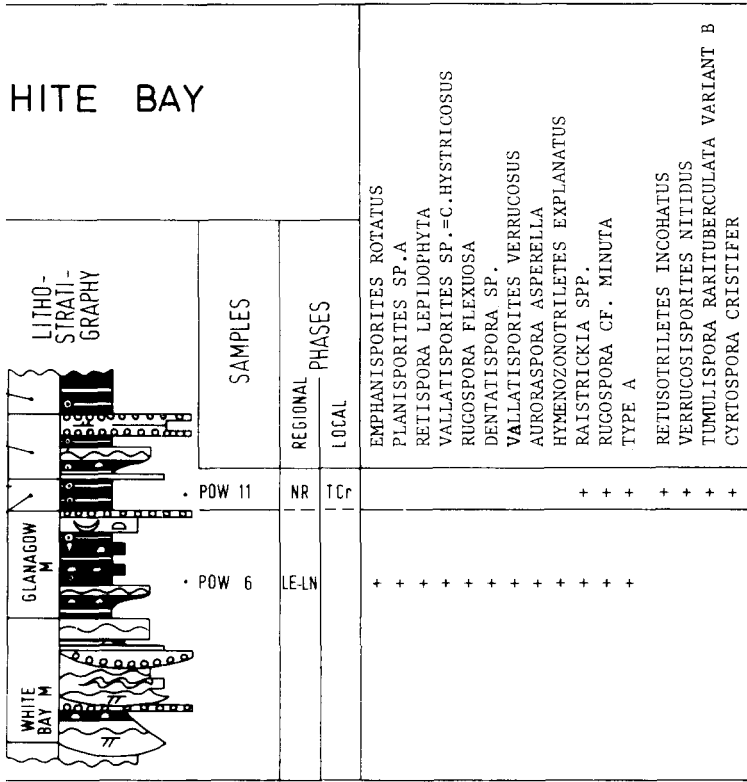 HITE BAY
LITHO-
STRATI-
GRAPHY
SAMPLES
REGIONAL
PHASES
LOCAL
EMPHANISPORITES ROTATUS
PLANISPORITES SP.A
RETISPORA LEPIDOPHYTA
VALLATISPORITES SP.=C.HYSTRICOSUS
RUGOSPORA FLEXUOSA
DENTATISPORA SP.
VALLATISPORITES VERRUCOSUS
AURORASPORA ASPERELLA
HYMENOZONOTRILETES EXPLANATUS
RAISTRICKIA SPP.
RUGOSPORA CF. MINUTA
TYPE A
RETUSOTRILETES INCOHATUS
VERRUCOSISPORITES NITIDUS
TUMULISPORA RARITUBERCULATA VARIANT B
CYRTOSPORA CRISTIFER
POW 11 NR TCr + + + + + + +
GLANAGOW
M
D
POW 6 LE-LN + + + + + + + + + + + +
WHITE
BAY M